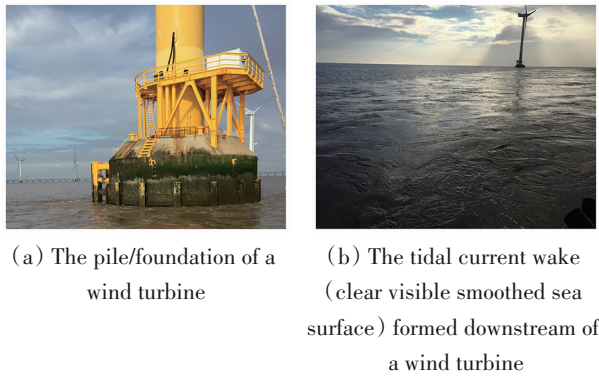 (a) The pile/foundation of a
wind turbine
(b) The tidal current wake
(clear visible smoothed sea
surface) formed downstream of
a wind turbine